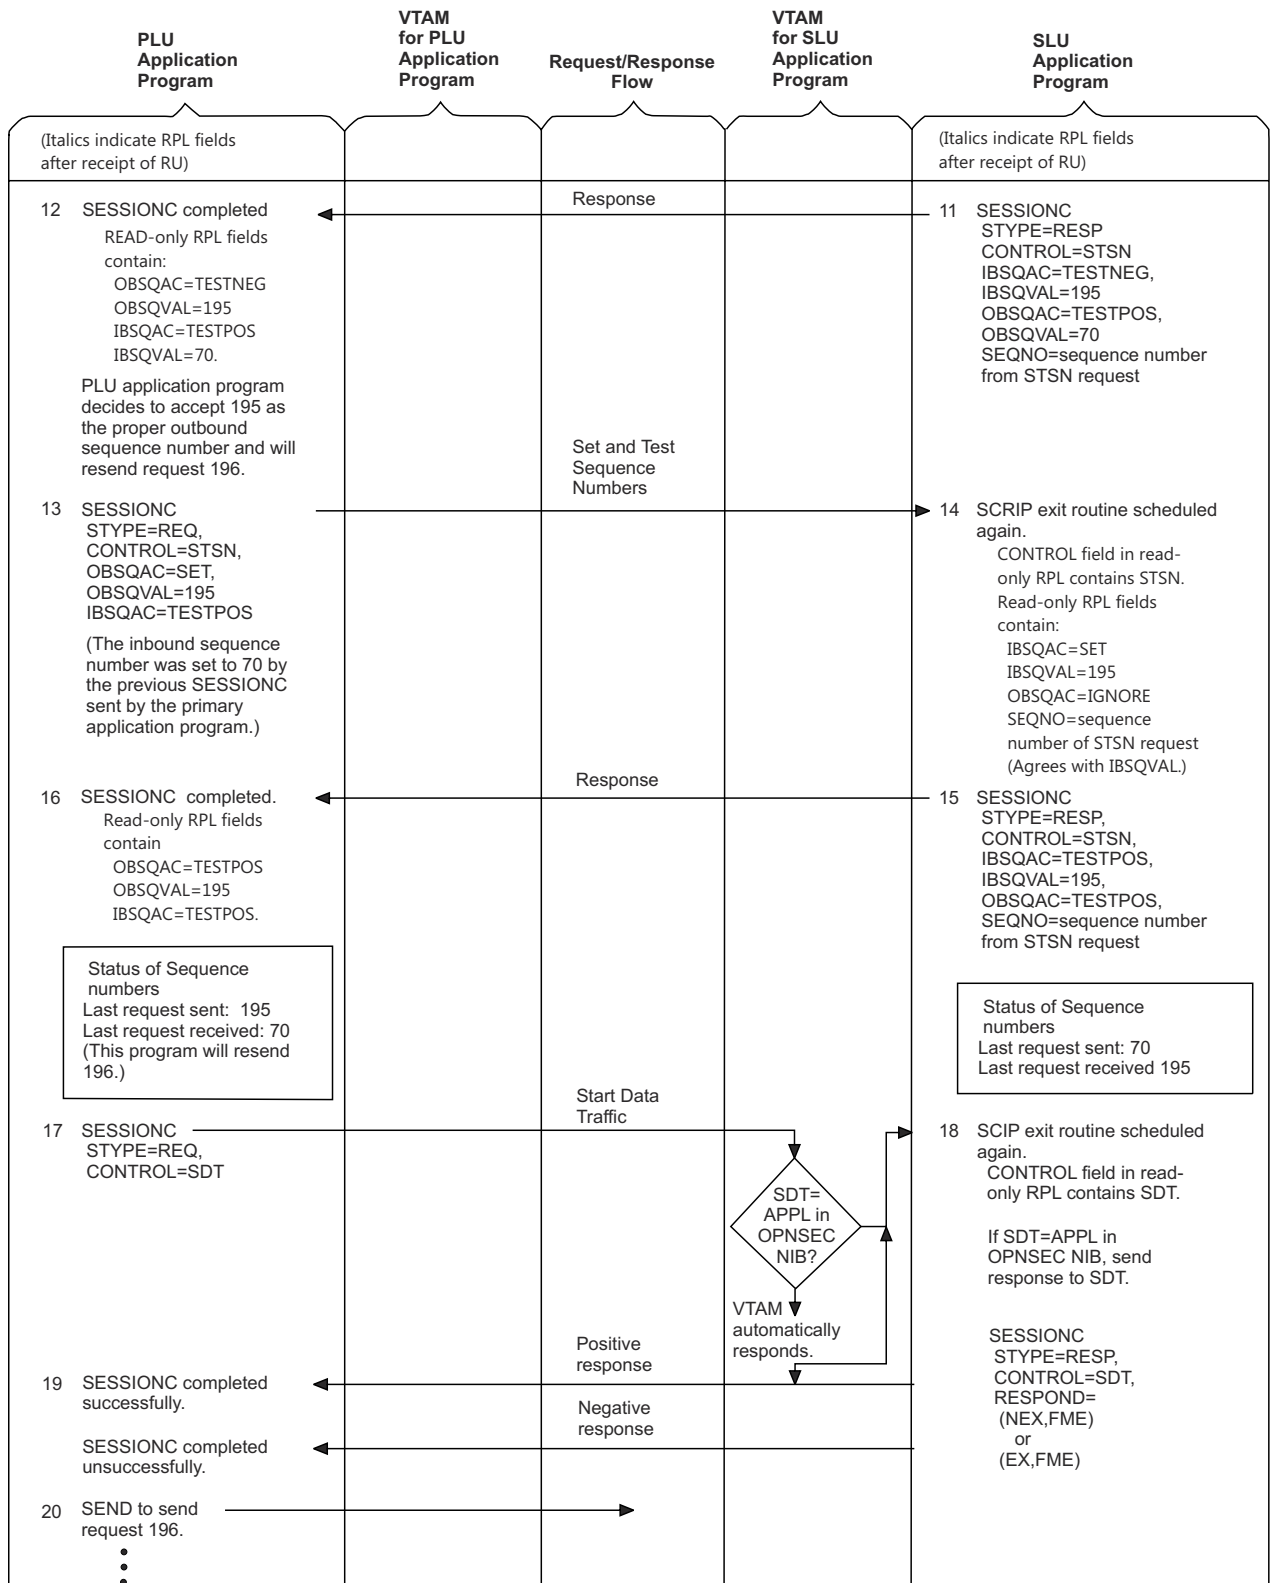 PLU
Application
Program
VTAM
for PLU
Application
Program
Request/Response
Flow
VTAM
for SLU
Application
Program
SLU
Application
Program
(Italics indicate RPL fields
after receipt of RU)
(Italics indicate RPL fields
after receipt of RU)
12 SESSIONC completed
READ-only RPL fields
contain:
OBSQAC=TESTNEG
OBSQVAL=195
IBSQAC=TESTPOS
IBSQVAL=70.
PLU application program
decides to accept 195 as
the proper outbound
sequence number and will
resend request 196.
Response
11 SESSIONC
STYPE=RESP
CONTROL=STSN
IBSQAC=TESTNEG,
IBSQVAL=195
OBSQAC=TESTPOS,
OBSQVAL=70
SEQNO=sequence number
from STSN request
Set and Test
Sequence
Numbers
13 SESSIONC
STYPE=REQ,
CONTROL=STSN,
OBSQAC=SET,
OBSQVAL=195
IBSQAC=TESTPOS
(The inbound sequence
number was set to 70 by
the previous SESSIONC
sent by the primary
application program.)
14 SCRIP exit routine scheduled
again.
CONTROL field in read-
only RPL contains STSN.
Read-only RPL fields
contain:
IBSQAC=SET
IBSQVAL=195
OBSQAC=IGNORE
SEQNO=sequence
number of STSN request
(Agrees with IBSQVAL.)
Response
16 SESSIONC completed.
Read-only RPL fields
contain
OBSQAC=TESTPOS
OBSQVAL=195
IBSQAC=TESTPOS.
15 SESSIONC
STYPE=RESP,
CONTROL=STSN,
IBSQAC=TESTPOS,
IBSQVAL=195,
OBSQAC=TESTPOS,
SEQNO=sequence number
from STSN request
Status of Sequence
numbers
Last request sent: 195
Last request received: 70
(This program will resend
196.)
Status of Sequence
numbers
Last request sent: 70
Last request received 195
Start Data
Traffic
17 SESSIONC
STYPE=REQ,
CONTROL=SDT
SDT=
APPL in
OPNSEC
NIB?
VTAM
automatically
responds.
18 SCIP exit routine scheduled
again.
CONTROL field in read-
only RPL contains SDT.
If SDT=APPL in
OPNSEC NIB, send
response to SDT.
SESSIONC
STYPE=RESP,
CONTROL=SDT,
RESPOND=
(NEX,FME)
or
(EX,FME)
Positive
response
19 SESSIONC completed
successfully.
Negative
response
SESSIONC completed
unsuccessfully.
20 SEND to send
request 196.